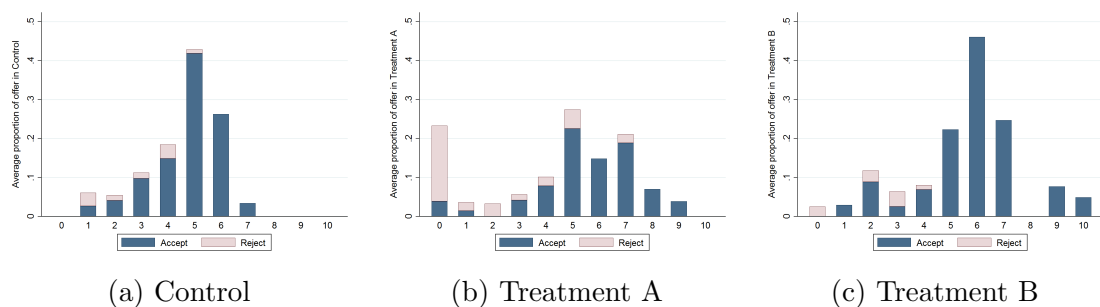 Average proportion of offer in Control
.5
.4
.3
.2
.1
0
0 1 2 3 4 5 6 7 8 9 10
Accept Reject
(a) Control
Average proportion of offer in Treatment A
.5
.4
.3
.2
.1
0
0 1 2 3 4 5 6 7 8 9 10
Accept Reject
(b) Treatment A
Average proportion of offer in Treatment B
.5
.4
.3
.2
.1
0
0 1 2 3 4 5 6 7 8 9 10
Accept Reject
(c) Treatment B